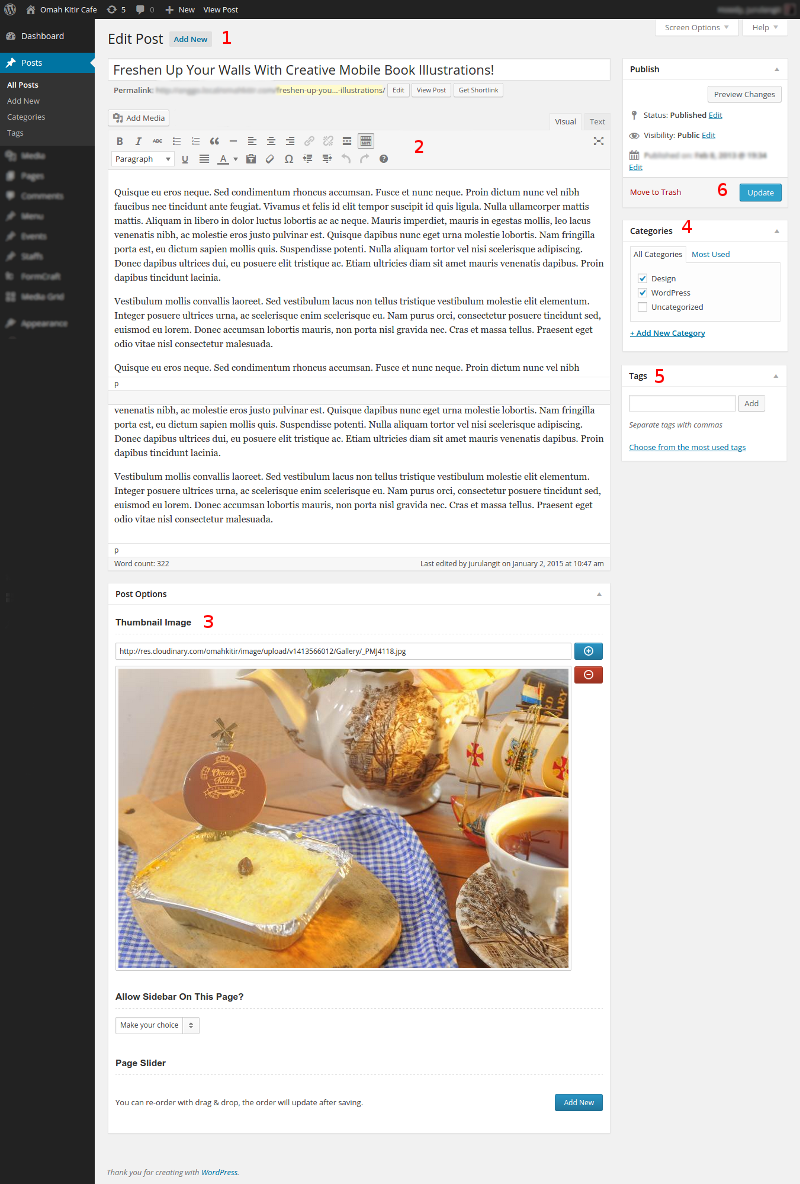 Omah Kitir Cafe 5 0 New View Post
Screen Options Help
Dashboard
Posts
All Posts
Add New
Categories
Tags
Media
Pages
Comments
Menu
Events
Staffs
FormCraft
Media Grid
Appearance
Edit Post Add New 1
Freshen Up Your Walls With Creative Mobile Book Illustrations!
Permalink: freshen-up-you…-illustrations/ Edit View Post Get Shortlink
Add Media
Visual Text
B I ABC
2
Paragraph U A
Quisque eu eros neque. Sed condimentum rhoncus accumsan. Fusce et nunc neque. Proin dictum nunc vel nibh
faucibus nec tincidunt ante feugiat. Vivamus et felis id elit tempor suscipit id quis ligula. Nulla ullamcorper mattis
mattis. Aliquam in libero in dolor luctus lobortis ac ac neque. Mauris imperdiet, mauris in egestas mollis, leo lacus
venenatis nibh, ac molestie eros justo pulvinar est. Quisque dapibus nunc eget urna molestie lobortis. Nam fringilla
porta est, eu dictum sapien mollis quis. Suspendisse potenti. Nulla aliquam tortor vel nisi scelerisque adipiscing.
Donec dapibus ultrices dui, eu posuere elit tristique ac. Etiam ultricies diam sit amet mauris venenatis dapibus. Proin
dapibus tincidunt lacinia.
Vestibulum mollis convallis laoreet. Sed vestibulum lacus non tellus tristique vestibulum molestie elit elementum.
Integer posuere ultrices urna, ac scelerisque enim scelerisque eu. Nam purus orci, consectetur posuere tincidunt sed,
euismod eu lorem. Donec accumsan lobortis mauris, non porta nisl gravida nec. Cras et massa tellus. Praesent eget
odio vitae nisl consectetur malesuada.
Quisque eu eros neque. Sed condimentum rhoncus accumsan. Fusce et nunc neque. Proin dictum nunc vel nibh
p
venenatis nibh, ac molestie eros justo pulvinar est. Quisque dapibus nunc eget urna molestie lobortis. Nam fringilla
porta est, eu dictum sapien mollis quis. Suspendisse potenti. Nulla aliquam tortor vel nisi scelerisque adipiscing.
Donec dapibus ultrices dui, eu posuere elit tristique ac. Etiam ultricies diam sit amet mauris venenatis dapibus. Proin
dapibus tincidunt lacinia.
Vestibulum mollis convallis laoreet. Sed vestibulum lacus non tellus tristique vestibulum molestie elit elementum.
Integer posuere ultrices urna, ac scelerisque enim scelerisque eu. Nam purus orci, consectetur posuere tincidunt sed,
euismod eu lorem. Donec accumsan lobortis mauris, non porta nisl gravida nec. Cras et massa tellus. Praesent eget
odio vitae nisl consectetur malesuada.
p
Word count: 322 Last edited by jurulangit on January 2, 2015 at 10:47 am
Post Options
Thumbnail Image 3
http://res.cloudinary.com/omahkitir/image/upload/v1413566012/Gallery/_PMJ4118.jpg
Omah
Kitir
Allow Sidebar On This Page?
Make your choice
Page Slider
You can re-order with drag & drop, the order will update after saving. Add New
Thank you for creating with WordPress.
Publish
Preview Changes
Status: Published Edit
Visibility: Public Edit
Edit
Move to Trash 6 Update
Categories 4
All Categories Most Used
Design
WordPress
Uncategorized
+ Add New Category
Tags 5
Add
Separate tags with commas
Choose from the most used tags